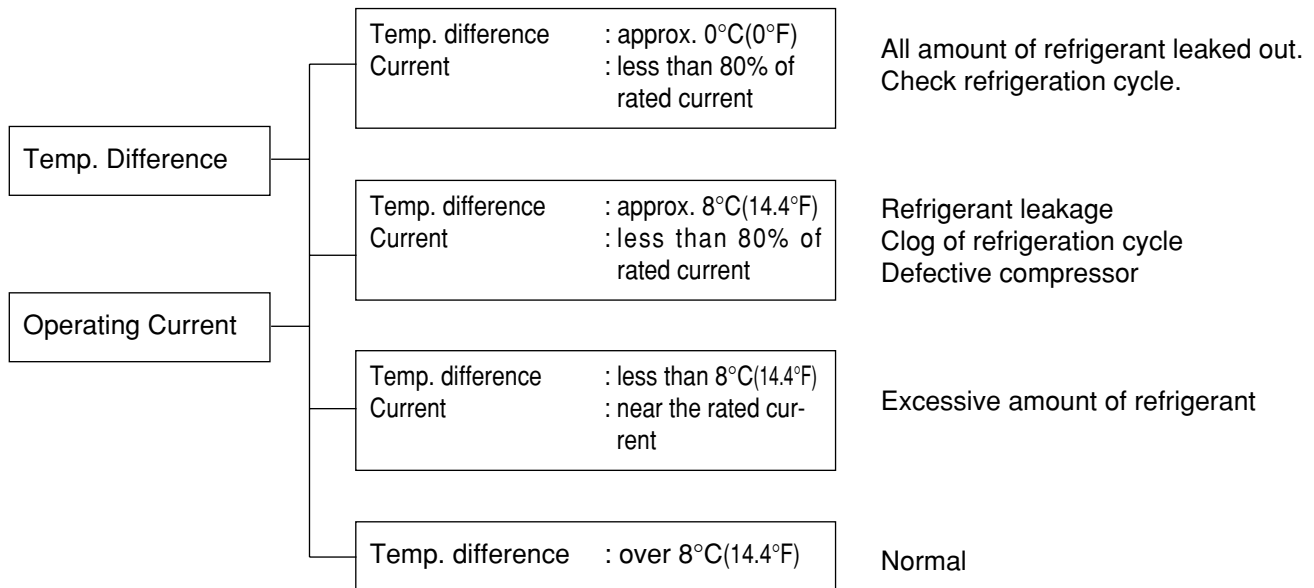 Temp. difference : approx. 0°C(0°F)
Current : less than 80% of
rated current
All amount of refrigerant leaked out.
Check refrigeration cycle.
Temp. Difference
Temp. difference : approx. 8°C(14.4°F)
Current : less than 80% of
rated current
Refrigerant leakage
Clog of refrigeration cycle
Defective compressor
Operating Current
Temp. difference : less than 8°C(14.4°F)
Current : near the rated cur-
rent
Excessive amount of refrigerant
Temp. difference : over 8°C(14.4°F)
Normal